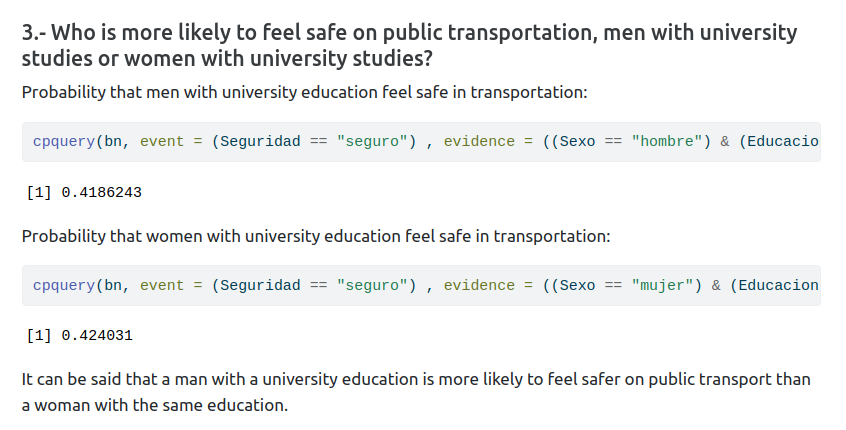 3.- Who is more likely to feel safe on public transportation, men with university
studies or women with university studies?
Probability that men with university education feel safe in transportation:
cpquery(bn, event = (Seguridad == "seguro") , evidence = ((Sexo == "hombre") & (Educacio
[1] 0.4186243
Probability that women with university education feel safe in transportation:
cpquery(bn, event = (Seguridad == "seguro") , evidence = ((Sexo == "mujer") & (Educacion
[1] 0.424031
It can be said that a man with a university education is more likely to feel safer on public transport than
a woman with the same education.